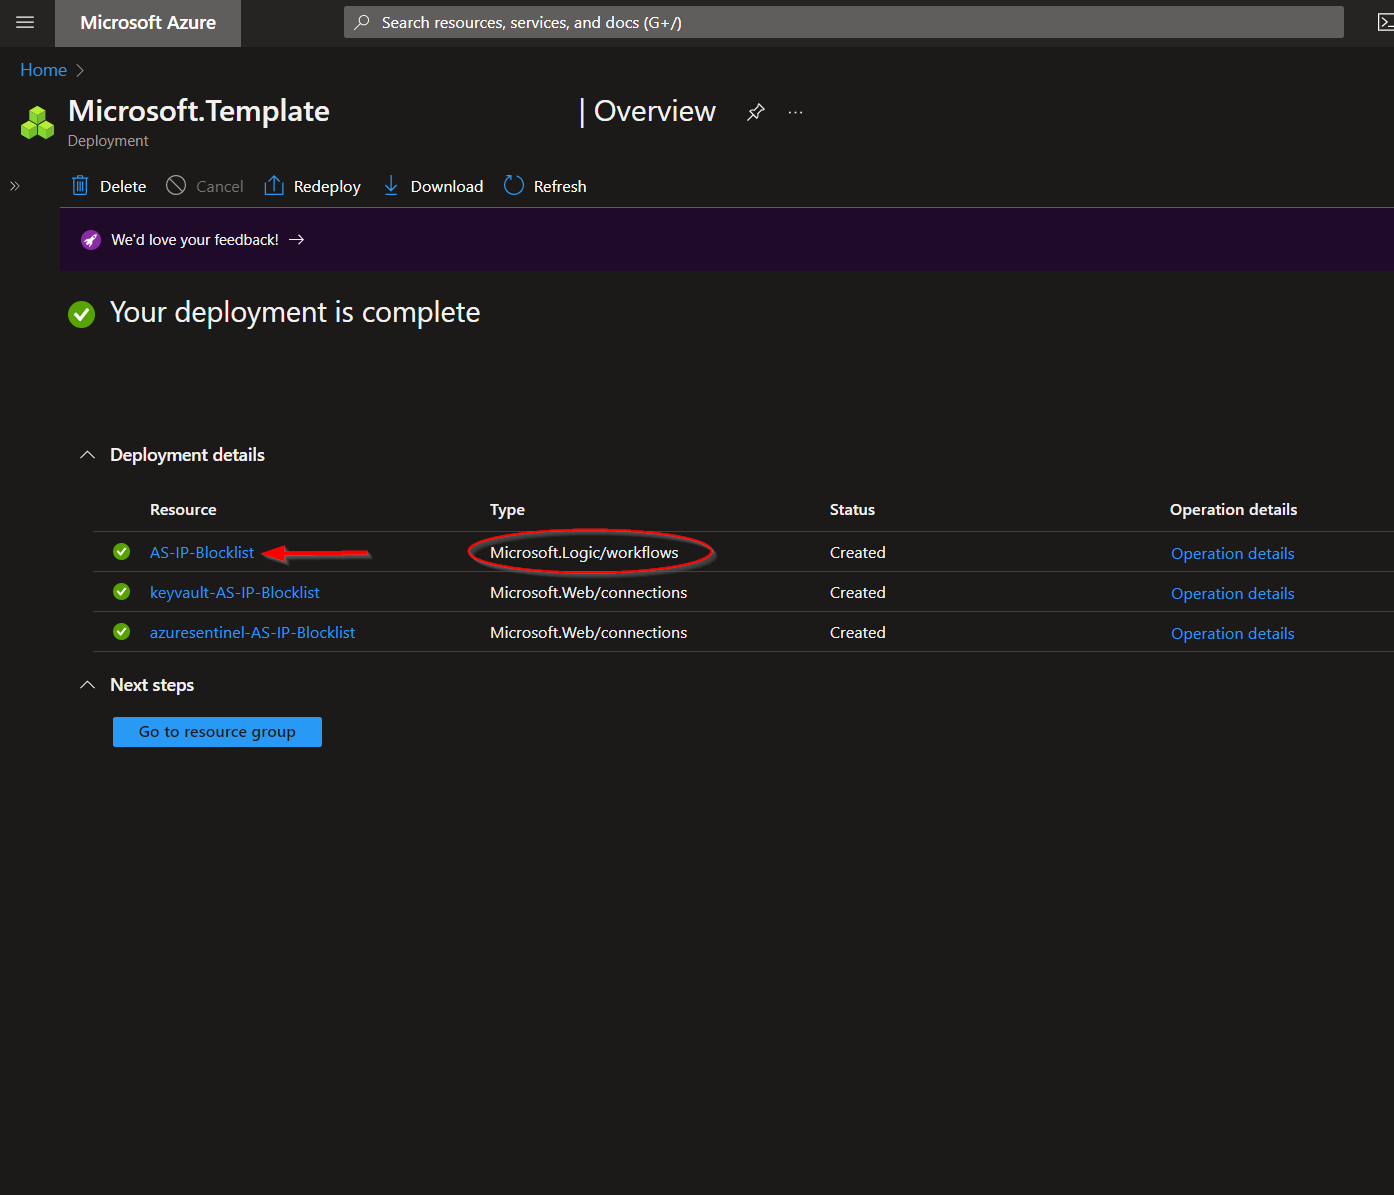 Microsoft Azure
Search resources, services, and docs (G+/)
Home
Microsoft.Template | Overview
...
Deployment
Delete Cancel Redeploy Download Refresh
We'd love your feedback!
Your deployment is complete
Deployment details
Resource Type Status Operation details
AS-IP-Blocklist Microsoft.Logic/workflows Created Operation details
keyvault-AS-IP-Blocklist Microsoft.Web/connections Created Operation details
azuresentinel-AS-IP-Blocklist Microsoft.Web/connections Created Operation details
Next steps
Go to resource group